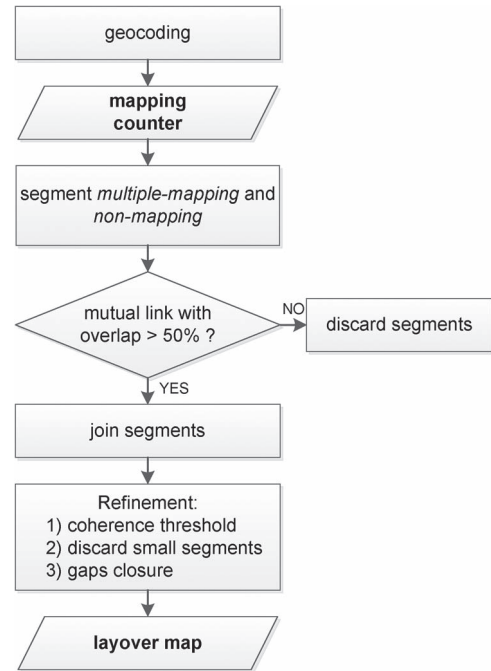 geocoding
mapping
counter
segment multiple-mapping and
non-mapping
mutual link with
overlap > 50% ?
NO
discard segments
YES
join segments
Refinement:
1) coherence threshold
2) discard small segments
3) gaps closure
layover map